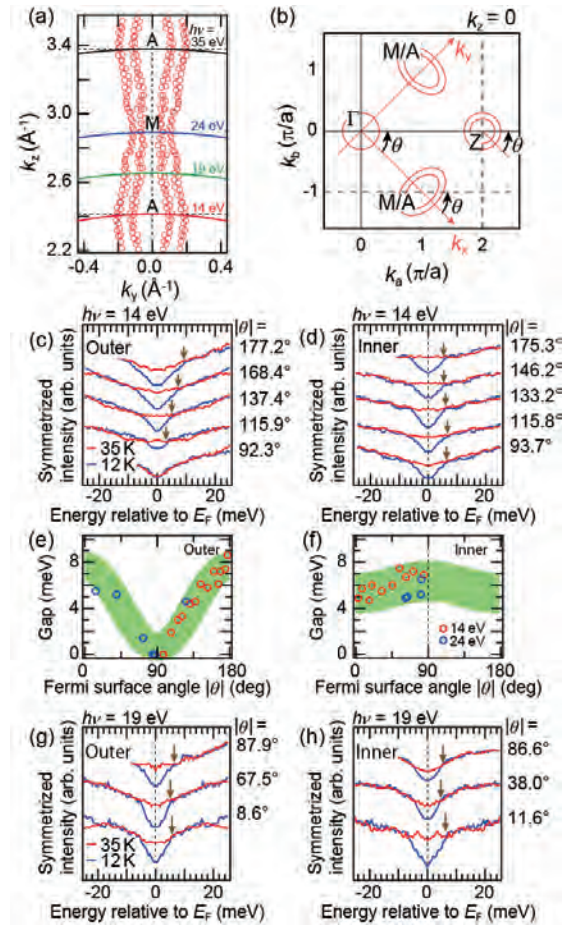 (a)
hν =
35 eV
A
M
24 eV
19 eV
A
14 eV
3.4
3.0
2.6
2.2
k_z (Å⁻¹)
-0.4
0.0
0.4
k_y (Å⁻¹)
(b)
k_z = 0
M/A
k_y
Γ
θ
Z
θ
M/A
θ
k_x
1
0
-1
k_b (π/a)
0
1
2
k_a (π/a)
hν = 14 eV
|θ| =
(c)
Outer
177.2°
168.4°
137.4°
115.9°
92.3°
35 K
12 K
Symmetrized
intensity (arb. units)
-20
0
20
Energy relative to E_F (meV)
hν = 14 eV
|θ| =
(d)
Inner
175.3°
146.2°
133.2°
115.8°
93.7°
Symmetrized
intensity (arb. units)
-20
0
20
Energy relative to E_F (meV)
(e)
Outer
8
4
0
Gap (meV)
0
90
180
Fermi surface angle |θ| (deg)
(f)
Inner
14 eV
24 eV
8
4
0
Gap (meV)
0
90
180
Fermi surface angle |θ| (deg)
hν = 19 eV
|θ| =
(g)
Outer
87.9°
67.5°
8.6°
35 K
12 K
Symmetrized
intensity (arb. units)
-20
0
20
Energy relative to E_F (meV)
hν = 19 eV
|θ| =
(h)
Inner
86.6°
38.0°
11.6°
Symmetrized
intensity (arb. units)
-20
0
20
Energy relative to E_F (meV)